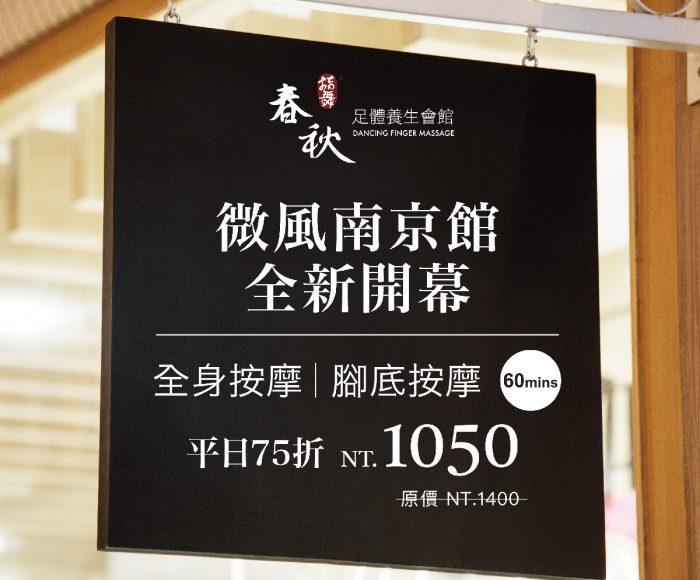 指舞
春秋
足體養生會館
DANCING FINGER MASSAGE
微風南京館
全新開幕
全身按摩｜腳底按摩 60mins
平日75折 NT.1050
原價 NT.1400